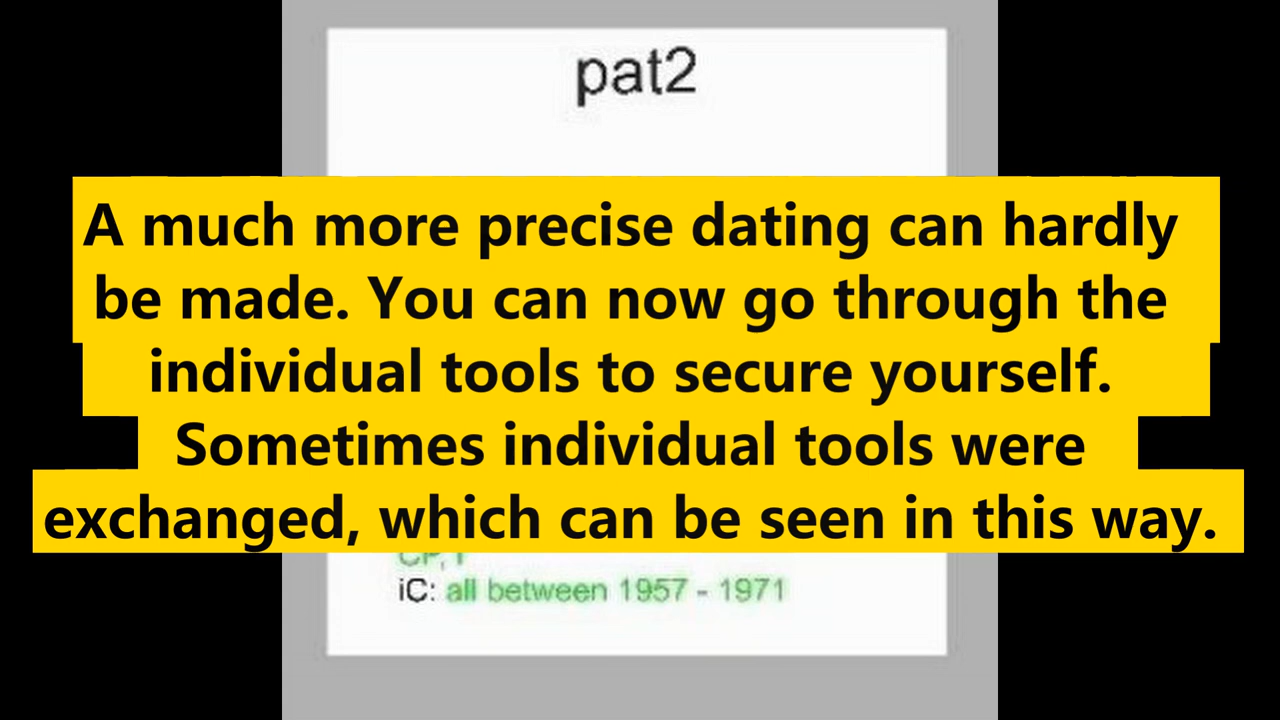 pat2
A much more precise dating can hardly
be made. You can now go through the
individual tools to secure yourself.
Sometimes individual tools were
exchanged, which can be seen in this way.
iC: all between 1957 - 1971